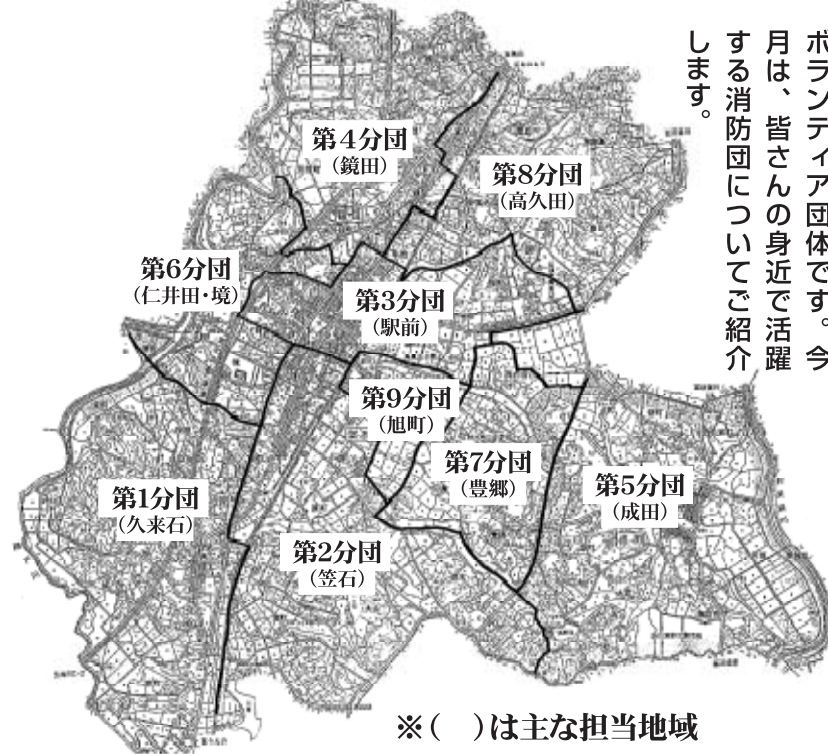 ボランティア団体です。今
月は、皆さんの身近で活躍
する消防団についてご紹介
します。
第4分団
(鏡田)
第8分団
(高久田)
第6分団
(仁井田・境)
第3分団
(駅前)
第9分団
(旭町)
第7分団
(豊郷)
第5分団
(成田)
第1分団
(久来石)
第2分団
(笠石)
※(　)は主な担当地域